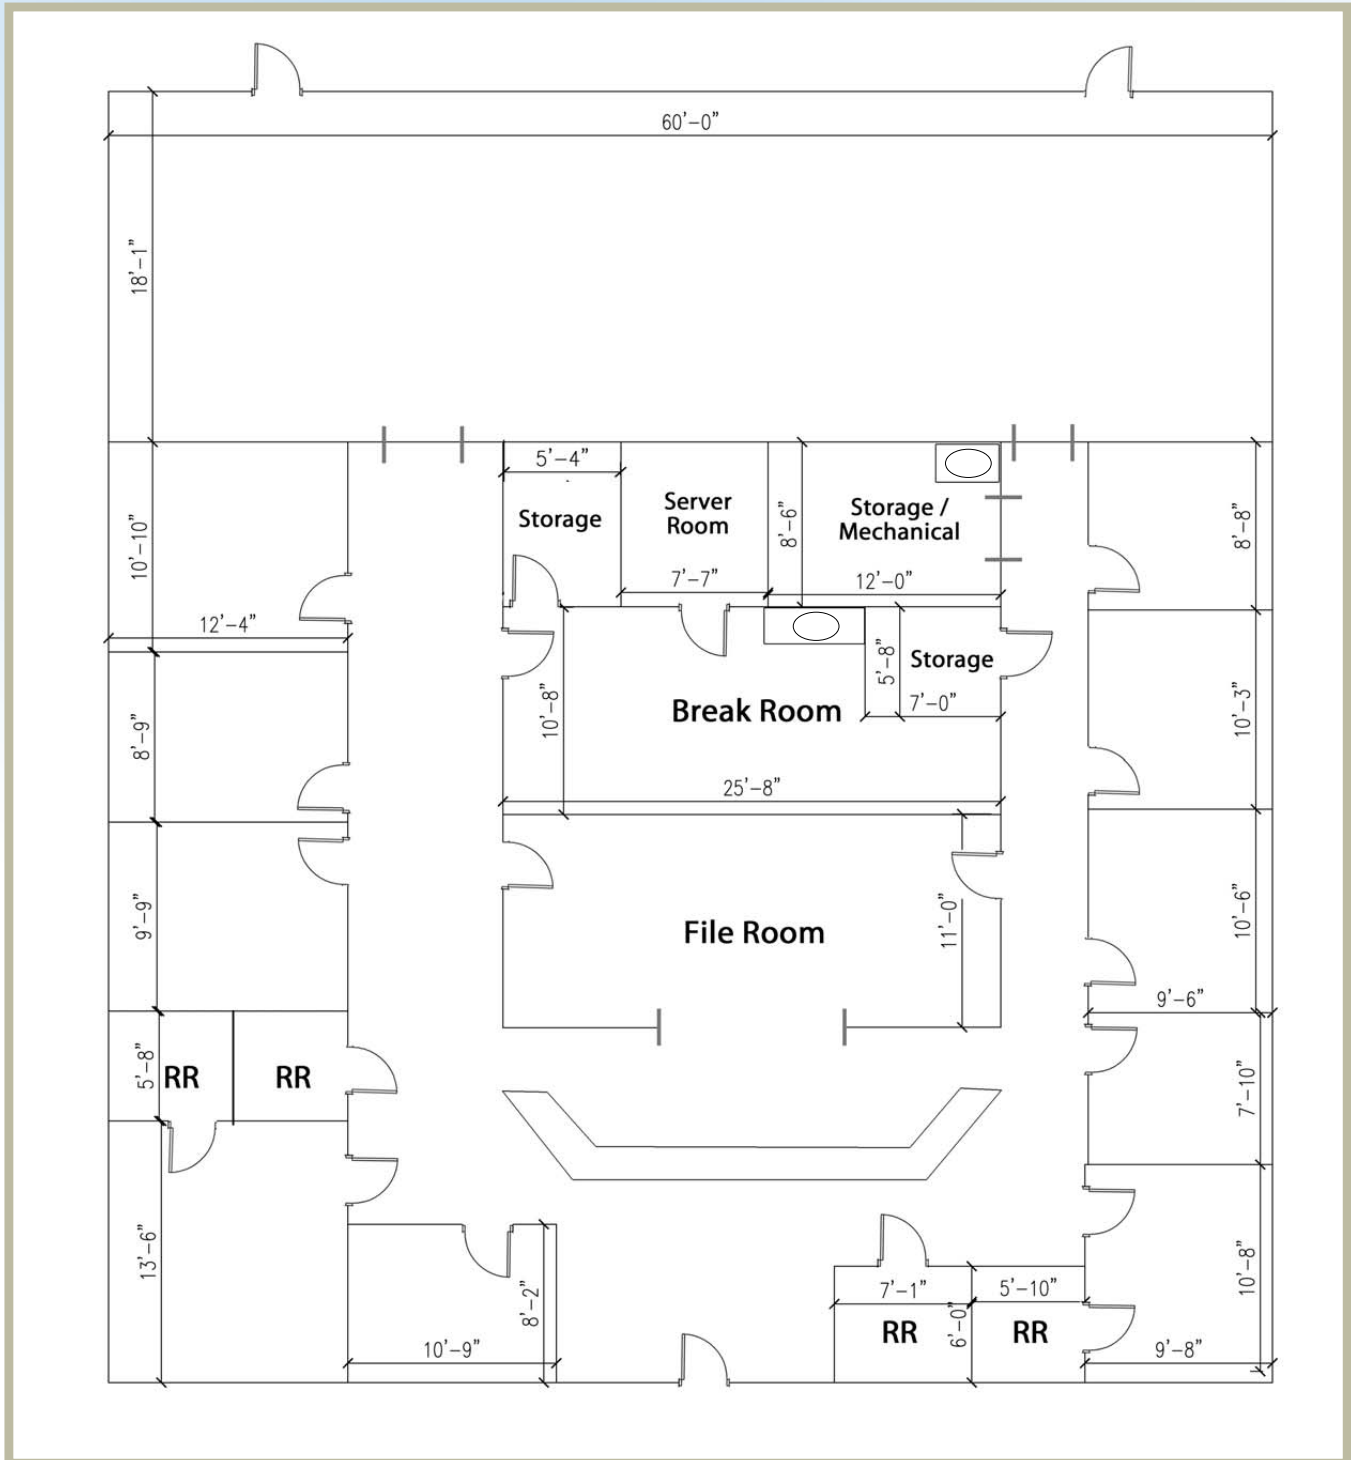 60'-0"
18'-1"
5'-4"
Storage
Server
Room
8'-6"
Storage /
Mechanical
7'-7"
12'-0"
10'-10"
12'-4"
8'-8"
8'-9"
10'-8"
Break Room
5'-8"
Storage
7'-0"
10'-3"
25'-8"
9'-9"
File Room
11'-0"
10'-6"
9'-6"
5'-8"
RR
RR
7'-10"
13'-6"
8'-2"
10'-9"
7'-1"
5'-10"
RR
6'-0"
RR
10'-8"
9'-8"